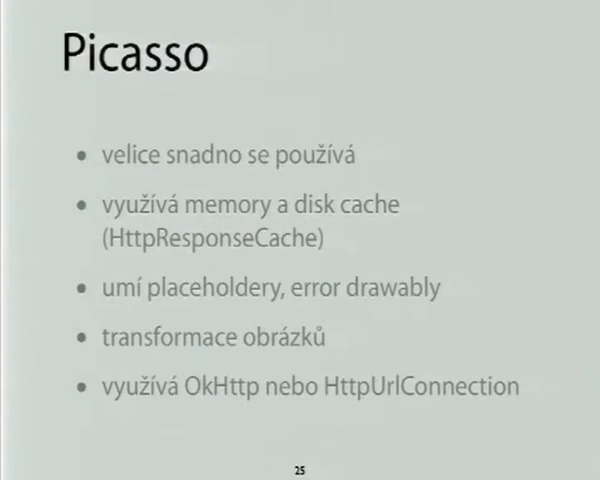 Picasso
• velice snadno se používá
• využívá memory a disk cache
(HttpResponseCache)
• umí placeholdery, error drawably
• transformace obrázků
• využívá OkHttp nebo HttpUrlConnection
25